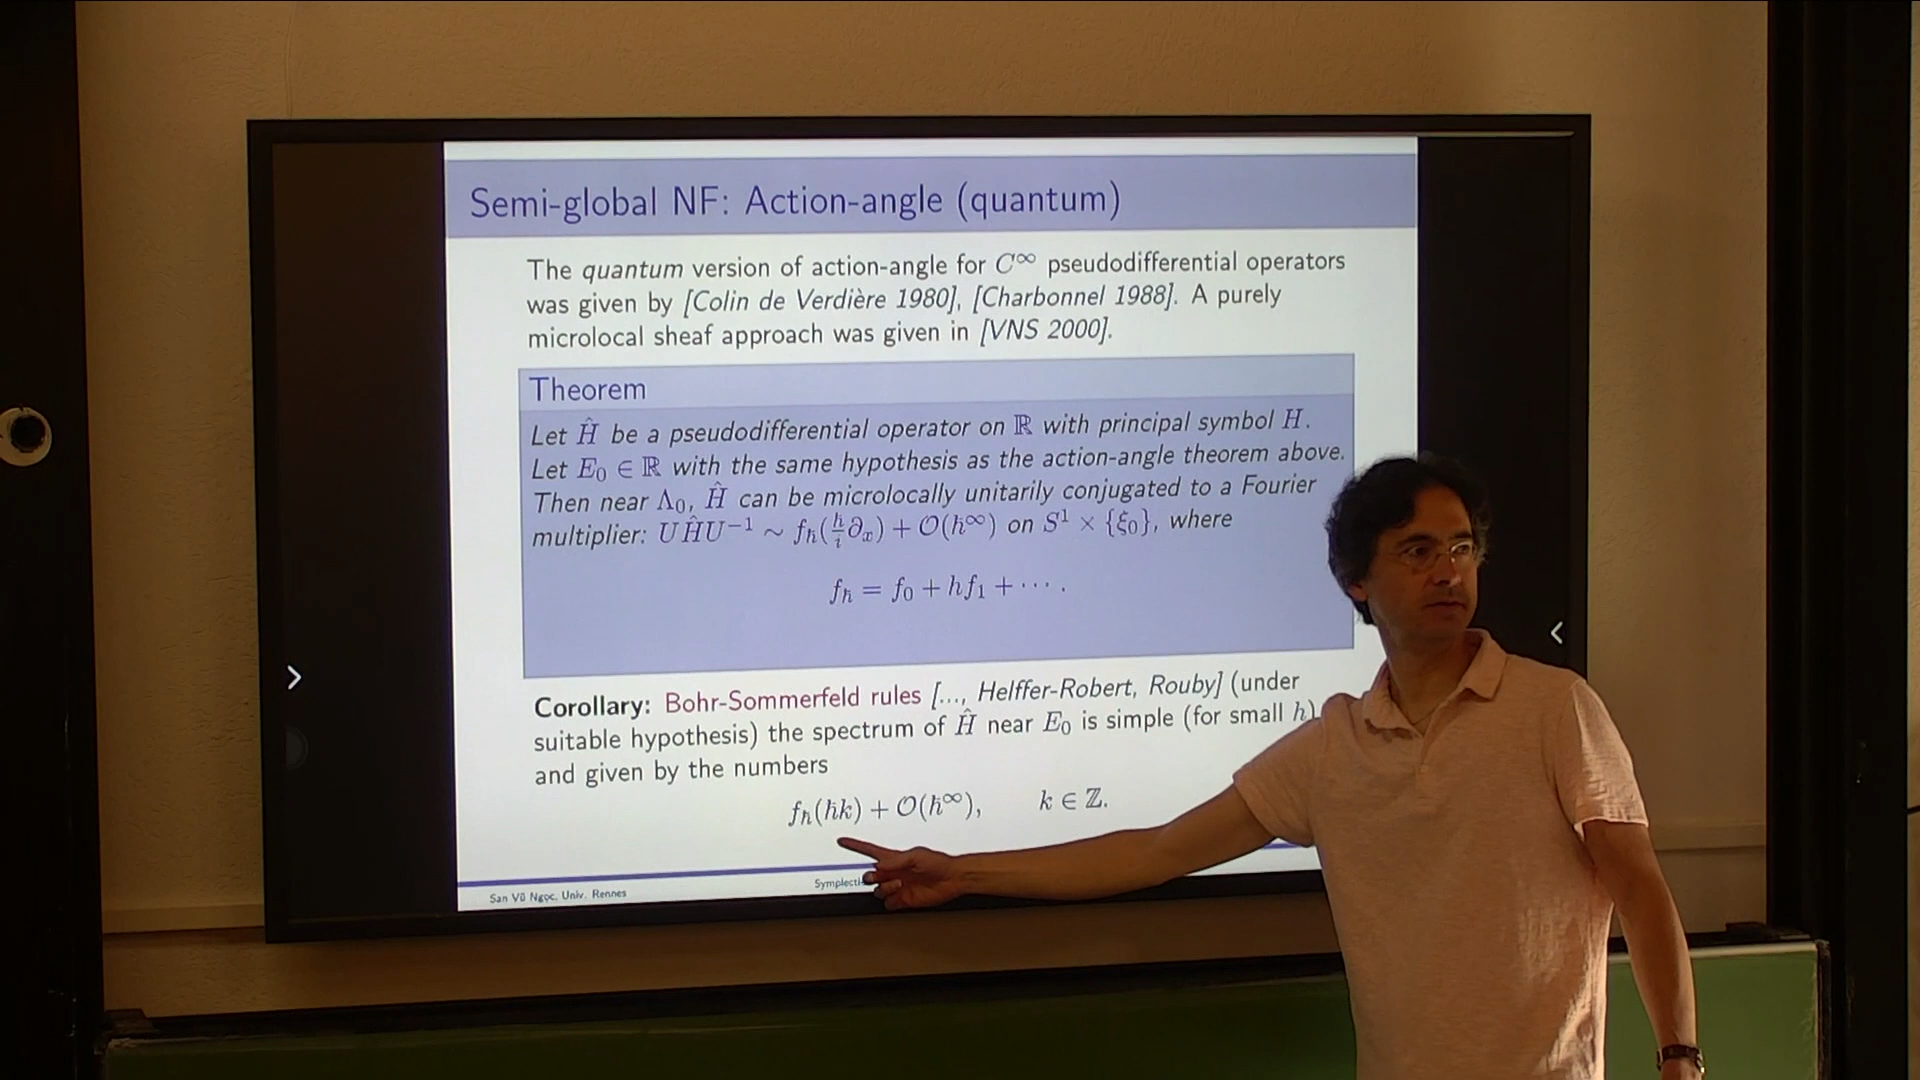 Semi-global NF: Action-angle (quantum)
The quantum version of action-angle for C∞ pseudodifferential operators
was given by [Colin de Verdière 1980], [Charbonnel 1988]. A purely
microlocal sheaf approach was given in [VNS 2000].
Theorem
Let Ĥ be a pseudodifferential operator on ℝ with principal symbol H.
Let E₀ ∈ ℝ with the same hypothesis as the action-angle theorem above.
Then near Λ₀, Ĥ can be microlocally unitarily conjugated to a Fourier
multiplier: UĤU⁻¹ ∼ f_ℏ(ℏ/i ∂ₓ) + O(ℏ∞) on S¹ × {ξ₀}, where
f_ℏ = f₀ + ℏf₁ + ⋯ .
Corollary: Bohr-Sommerfeld rules [..., Helffer-Robert, Rouby] (under
suitable hypothesis) the spectrum of Ĥ near E₀ is simple (for small ℏ)
and given by the numbers
f_ℏ(ℏk) + O(ℏ∞), k ∈ ℤ.
San Vũ Ngọc, Univ. Rennes